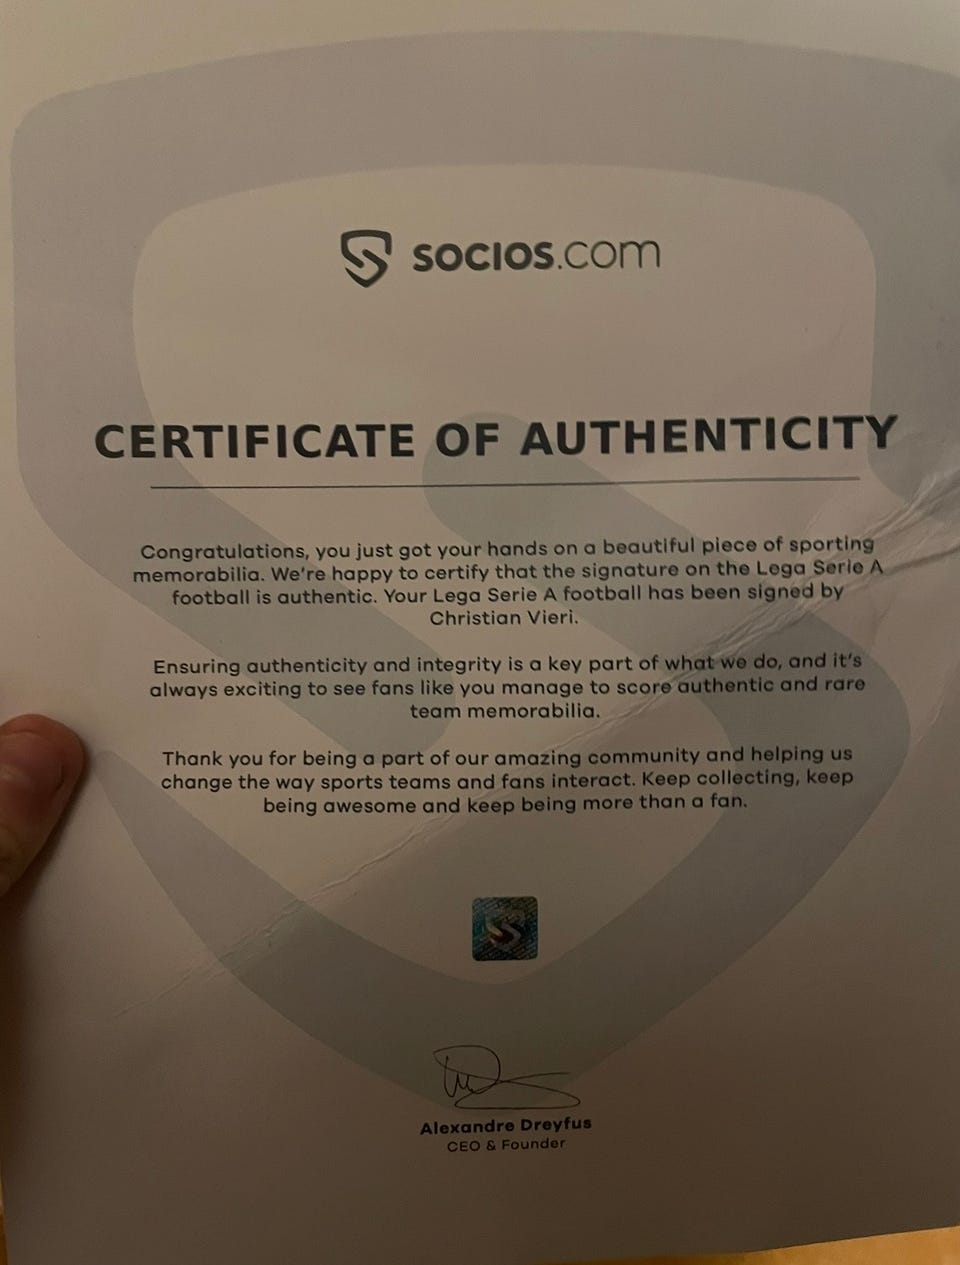 SOCIOS.COM
CERTIFICATE OF AUTHENTICITY
Congratulations, you just got your hands on a beautiful piece of sporting
memorabilia. We're happy to certify that the signature on the Lega Serie A
football is authentic. Your Lega Serie A football has been signed by
Christian Vieri.
Ensuring authenticity and integrity is a key part of what we do, and it's
always exciting to see fans like you manage to score authentic and rare
team memorabilia.
Thank you for being a part of our amazing community and helping us
change the way sports teams and fans interact. Keep collecting, keep
being awesome and keep being more than a fan.
Alexandre Dreyfus
CEO & Founder